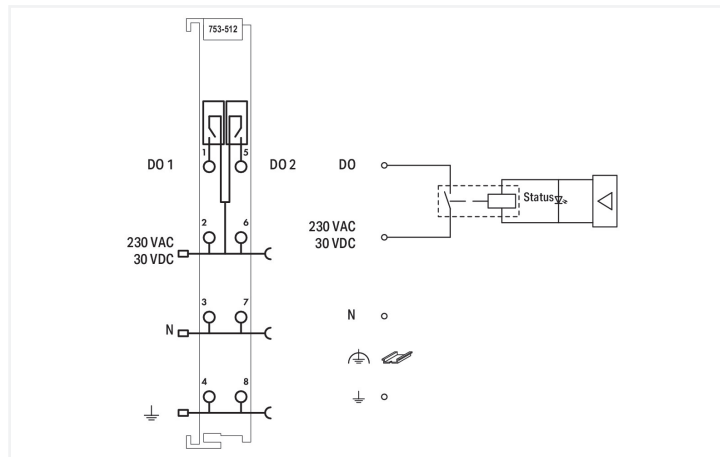 753-512
1 5
DO 1 DO 2 DO
Status
2 6
230 VAC
30 VDC
230 VAC
30 VDC
3 7
N N
4 8